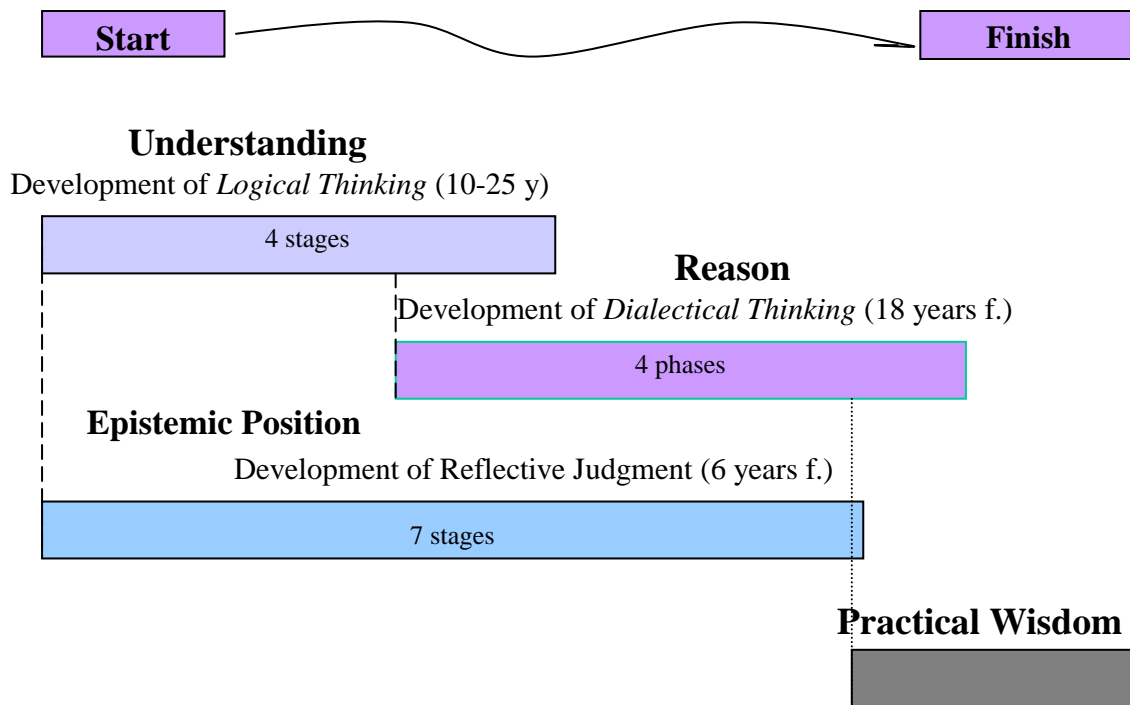 Start
Finish
Understanding
Development of Logical Thinking (10-25 y)
4 stages
Reason
Development of Dialectical Thinking (18 years f.)
4 phases
Epistemic Position
Development of Reflective Judgment (6 years f.)
7 stages
Practical Wisdom